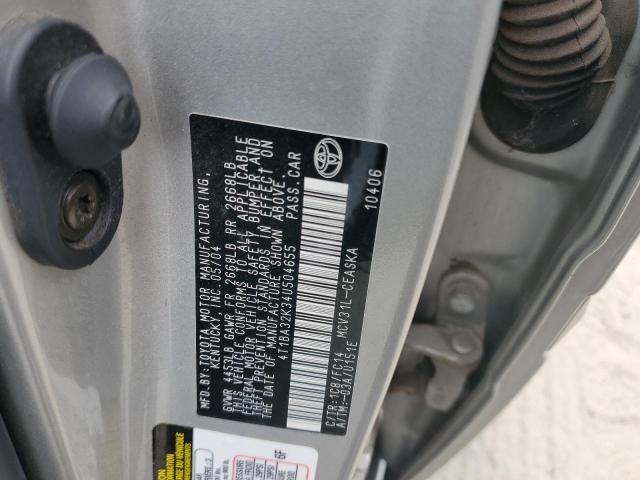 MFD. BY:TOYOTA MOTOR MANUFACTURING,
KENTUCKY, INC. 05/04
GVWR 4453LB GAWR FR 2668LB RR 2668LB
THIS VEHICLE CONFORMS TO ALL APPLICABLE
FEDERAL MOTOR VEHICLE SAFETY, BUMPER, AND
THEFT PREVENTION STANDARDS IN EFFECT ON
THE DATE OF MANUFACTURE SHOWN ABOVE.
4T1BA32K34U504655 PASS.CAR
C/TR:1C8/FC14 MCV31L-CEASKA
A/TM:-03A/U151E 10406